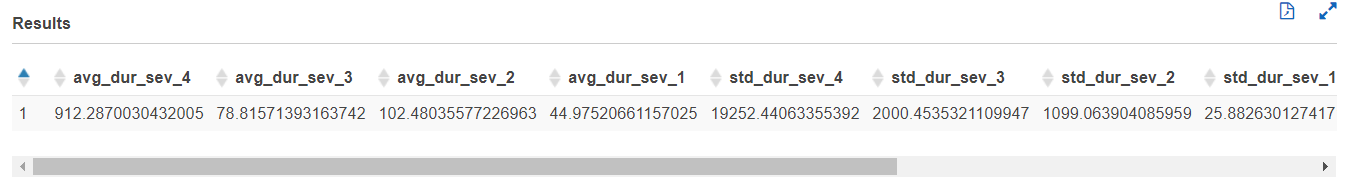 Results
avg_dur_sev_4 avg_dur_sev_3 avg_dur_sev_2 avg_dur_sev_1 std_dur_sev_4 std_dur_sev_3 std_dur_sev_2 std_dur_sev_1
1 912.2870030432005 78.81571393163742 102.48035577226963 44.97520661157025 19252.44063355392 2000.4535321109947 1099.063904085959 25.882630127417